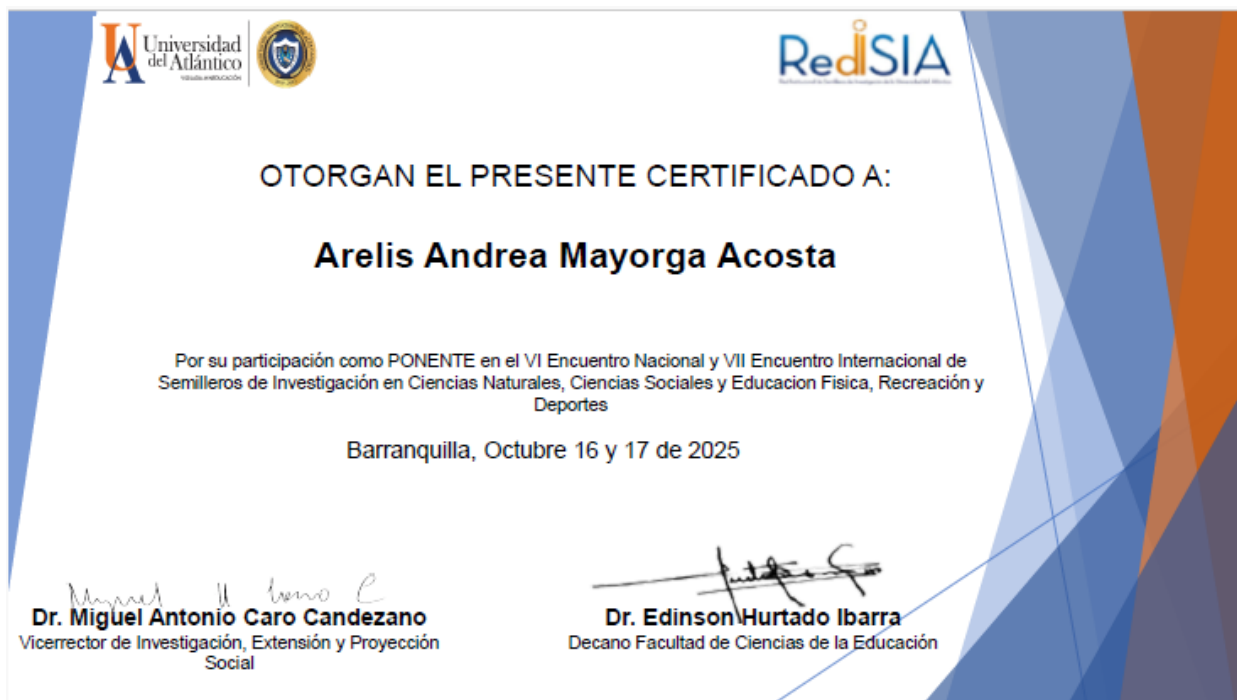 Universidad
del Atlántico
VIGILADA MINEDUCACIÓN
RedISIA
OTORGAN EL PRESENTE CERTIFICADO A:
Arelis Andrea Mayorga Acosta
Por su participación como PONENTE en el VI Encuentro Nacional y VII Encuentro Internacional de
Semilleros de Investigación en Ciencias Naturales, Ciencias Sociales y Educacion Fisica, Recreación y
Deportes
Barranquilla, Octubre 16 y 17 de 2025
Dr. Miguel Antonio Caro Candezano
Vicerrector de Investigación, Extensión y Proyección
Social
Dr. Edinson Hurtado Ibarra
Decano Facultad de Ciencias de la Educación